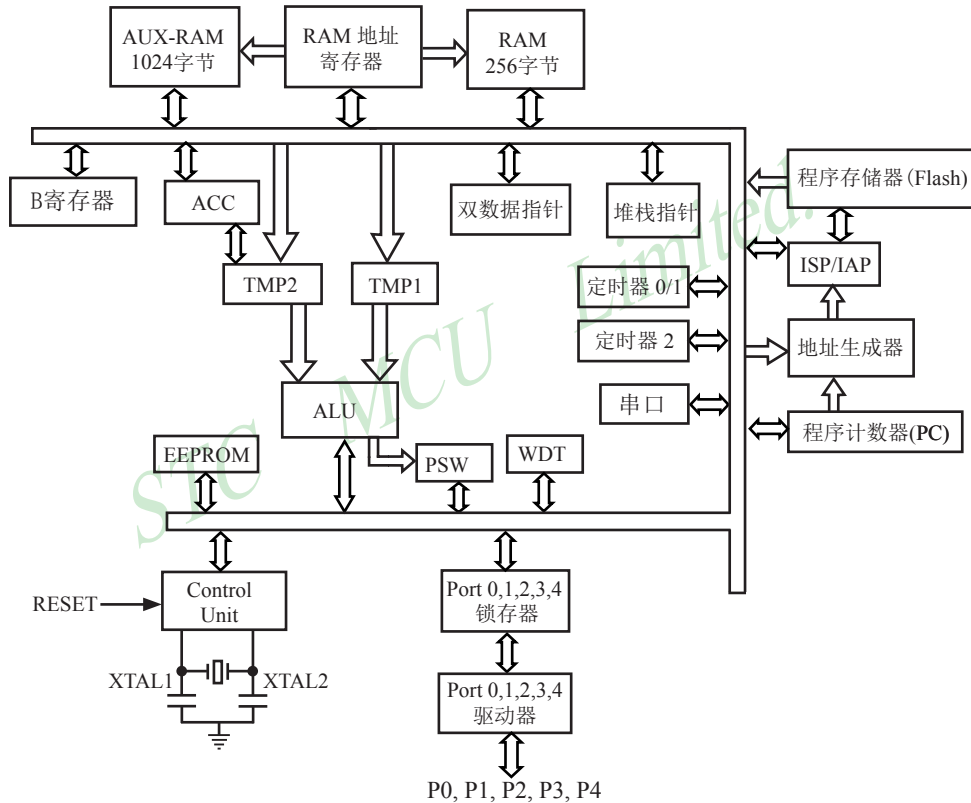 AUX-RAM
1024字节
RAM 地址
寄存器
RAM
256字节
B寄存器
ACC
双数据指针
堆栈指针
程序存储器(Flash)
TMP2
TMP1
ISP/IAP
定时器 0/1
定时器 2
地址生成器
ALU
串口
程序计数器(PC)
EEPROM
PSW
WDT
STC MCU Limited.
RESET
Control
Unit
Port 0,1,2,3,4
锁存器
XTAL1
XTAL2
Port 0,1,2,3,4
驱动器
P0, P1, P2, P3, P4